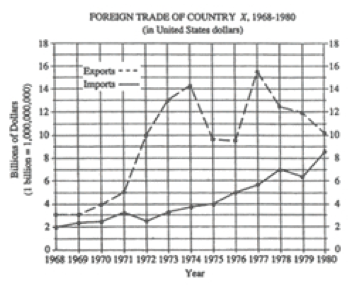 FOREIGN TRADE OF COUNTRY X, 1968-1980
(in United States dollars)
18 18
16 16
Exports
14 14
Imports
12 12
10 10
8 8
6 6
4 4
2 2
0 0
Billions of Dollars
(1 billion = 1,000,000,000)
1968 1969 1970 1971 1972 1973 1974 1975 1976 1977 1978 1979 1980
Year